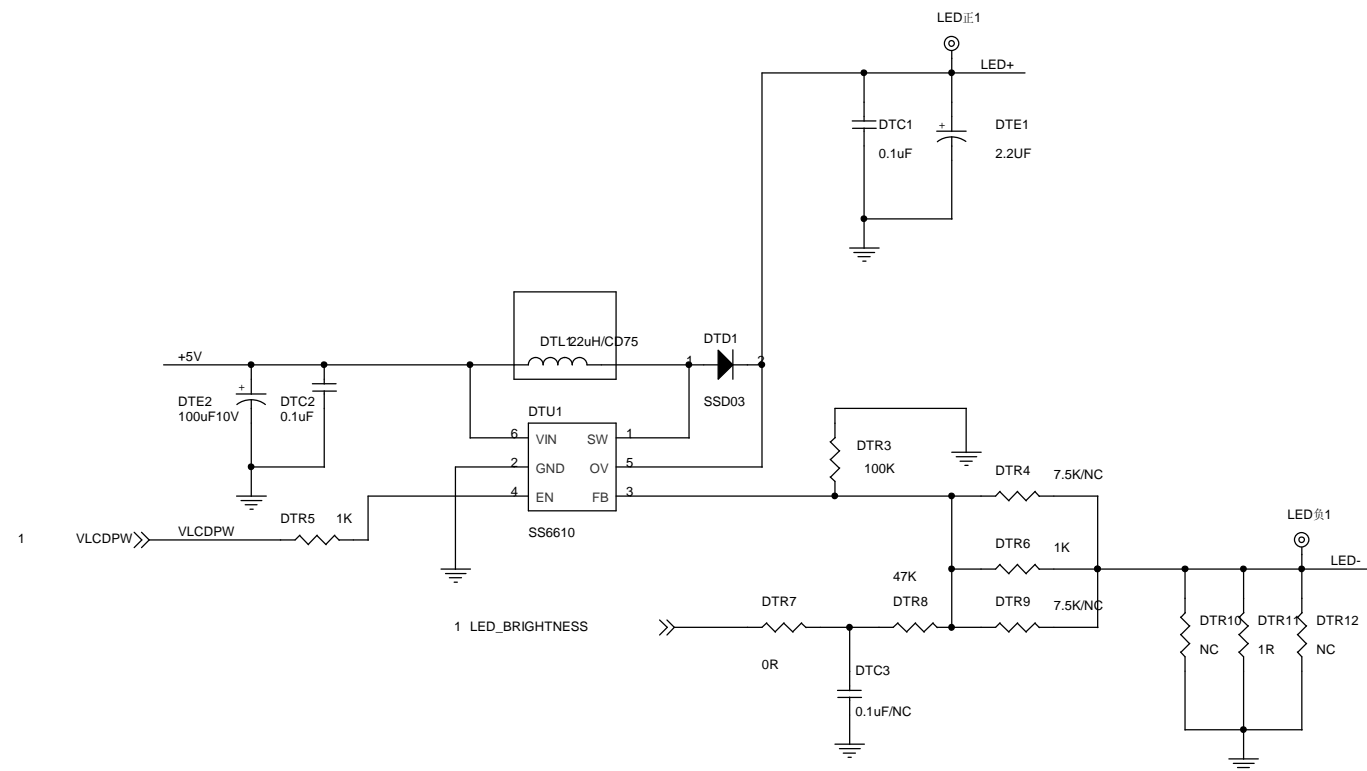 LED正1
LED+
DTC1
0.1uF
+
DTE1
2.2UF
+5V
DTL1 22uH/CD75
1
DTD1
2
SSD03
+
DTE2
100uF10V
DTC2
0.1uF
DTU1
6 VIN SW 1
2 GND OV 5
4 EN FB 3
SS6610
DTR3
100K
DTR4 7.5K/NC
DTR5 1K
1 VLCDPW VLCDPW
LED负1
LED-
DTR6 1K
47K
DTR7 DTR8 DTR9 7.5K/NC
1 LED_BRIGHTNESS
0R
DTC3
0.1uF/NC
DTR10 DTR11 DTR12
NC 1R NC